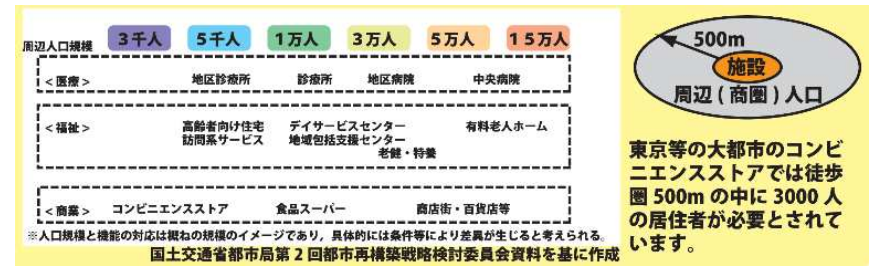 周辺人口規模 3千人 5千人 1万人 3万人 5万人 15万人
<医療> 地区診療所 診療所 地区病院 中央病院
<福祉> 高齢者向け住宅 デイサービスセンター 有料老人ホーム
訪問系サービス 地域包括支援センター
老健・特養
<商業> コンビニエンスストア 食品スーパー 商店街・百貨店等
※人口規模と機能の対応は概ねの規模のイメージであり，具体的には条件等により差異が生じると考えられる。
国土交通省都市局第2回都市再構築戦略検討委員会資料を基に作成
500m
施設
周辺(商圏)人口
東京等の大都市のコンビ
ニエンスストアでは徒歩
圏500mの中に3000人
の居住者が必要とされて
います。